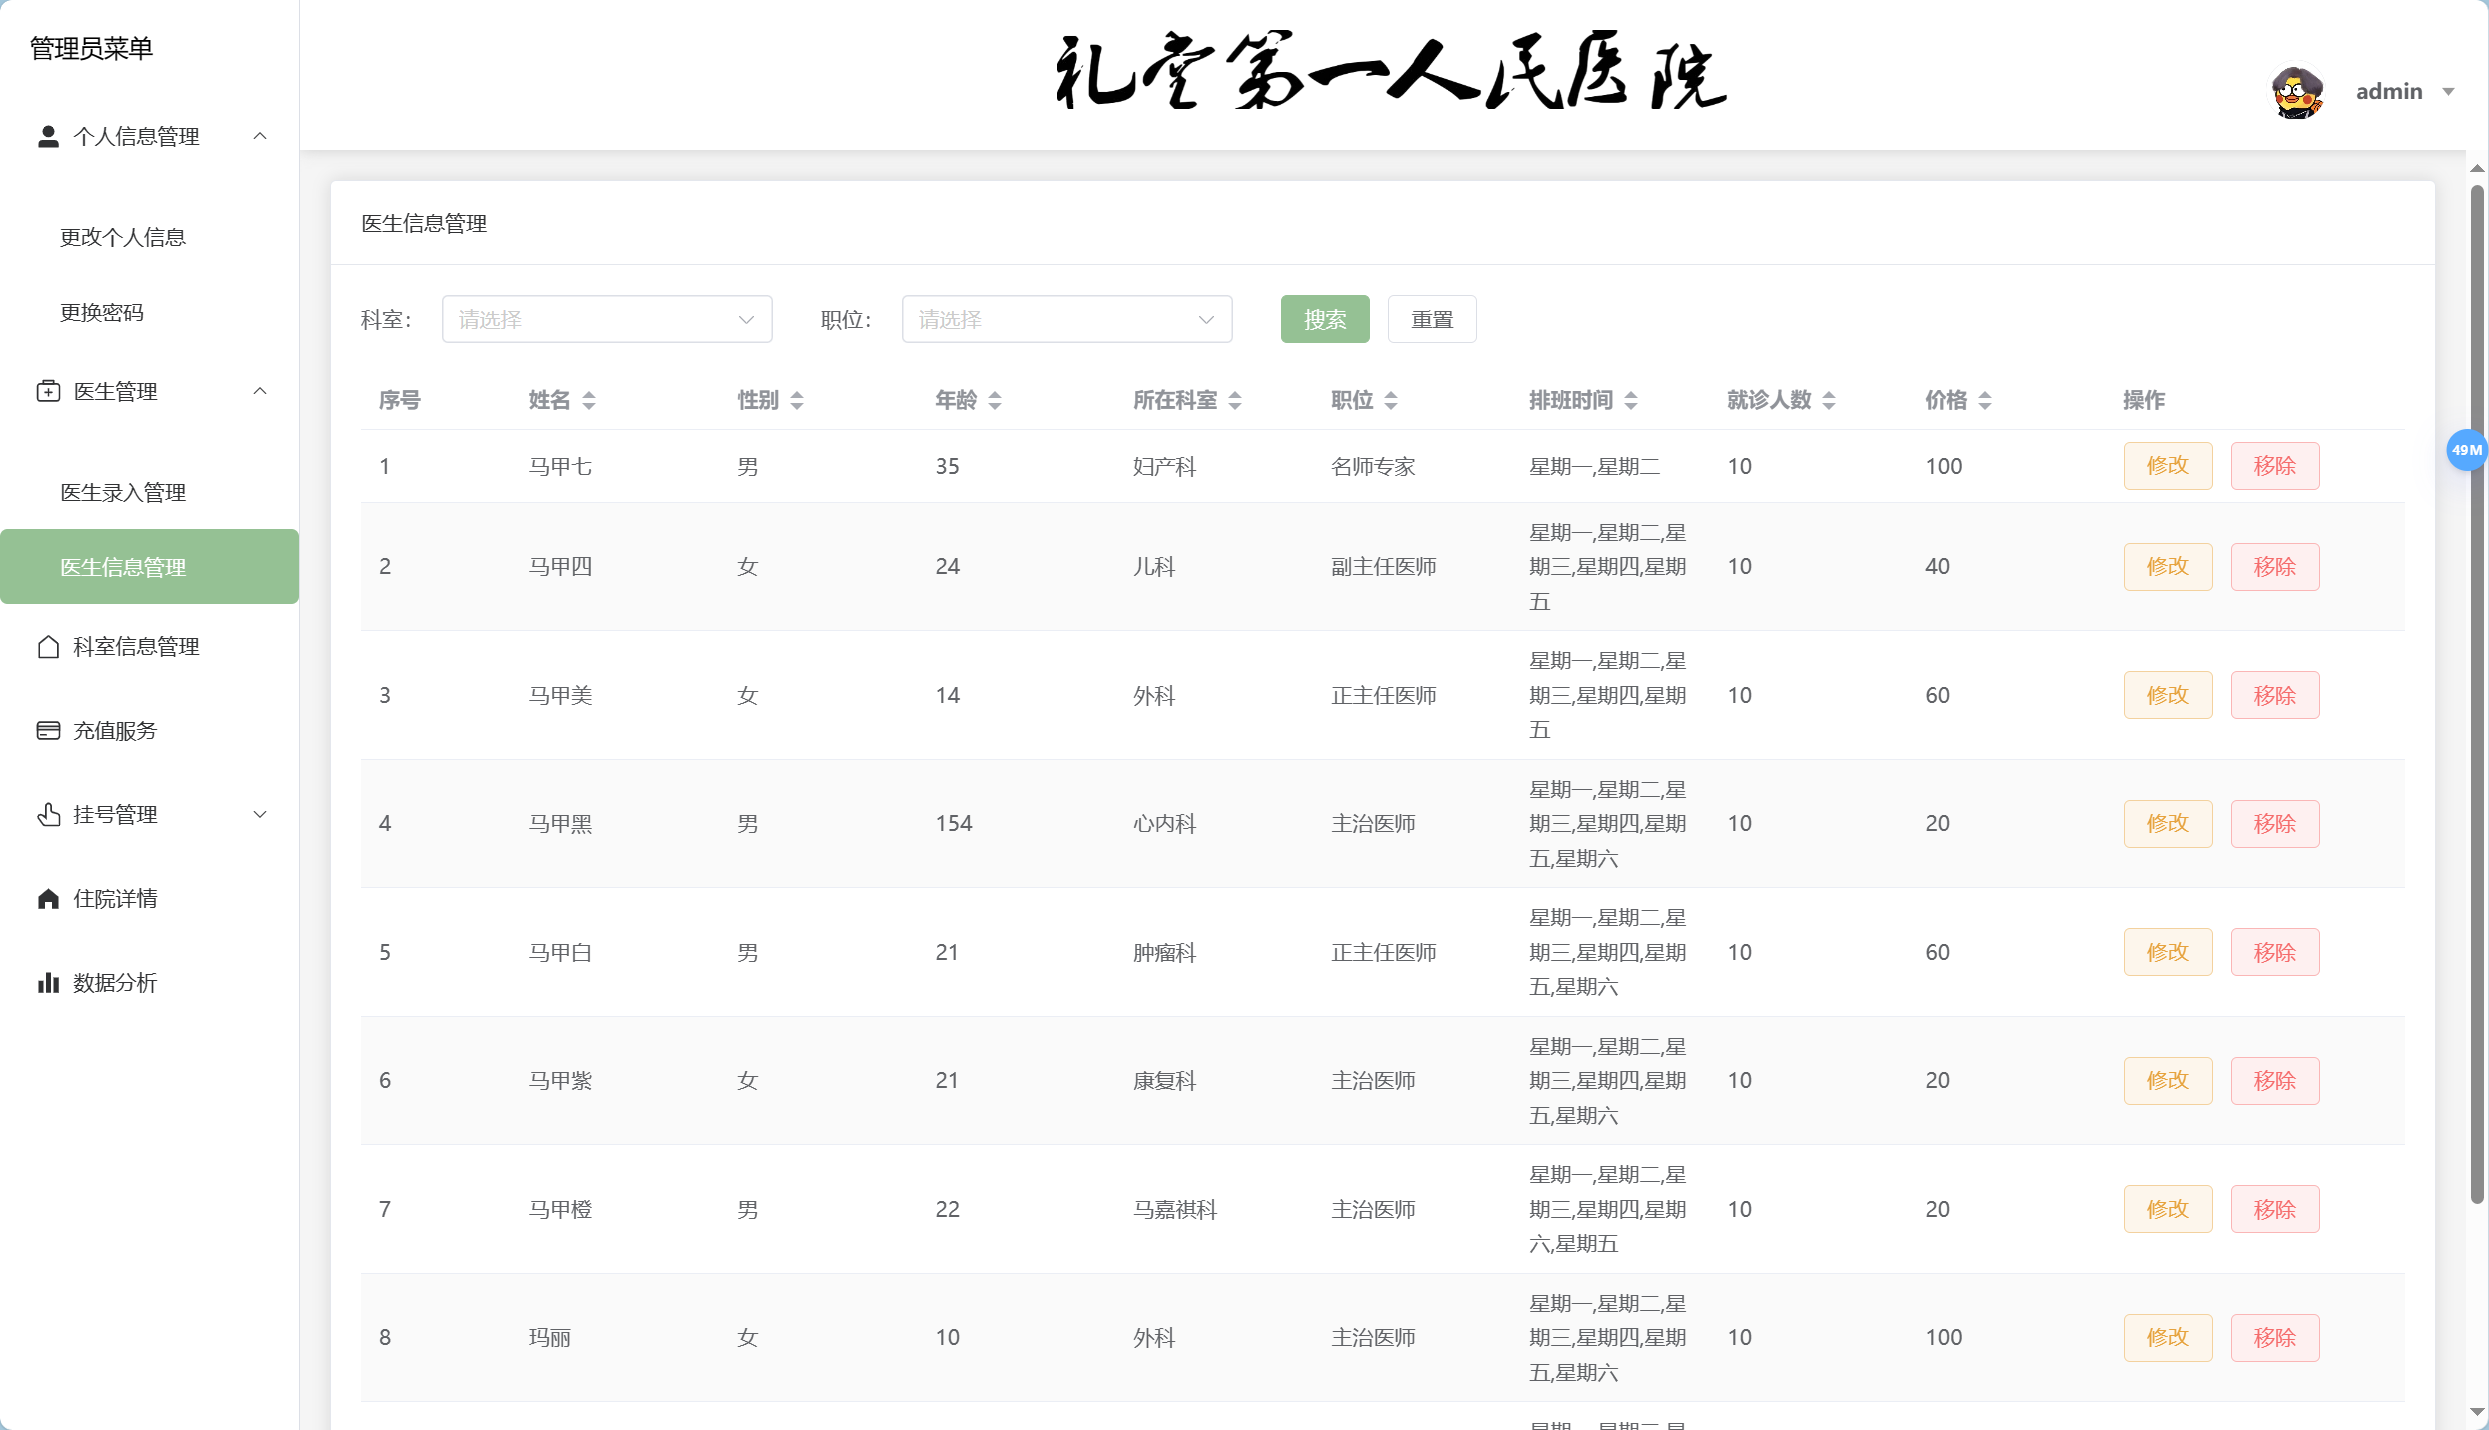 管理员菜单
礼堂第一人民医院
admin
个人信息管理
更改个人信息
更换密码
医生管理
医生录入管理
医生信息管理
科室信息管理
充值服务
挂号管理
住院详情
数据分析
医生信息管理
科室： 请选择 职位： 请选择 搜索 重置
序号 姓名 性别 年龄 所在科室 职位 排班时间 就诊人数 价格 操作
1 马甲七 男 35 妇产科 名师专家 星期一,星期二 10 100 修改 移除
49M
星期一,星期二,星
2 马甲四 女 24 儿科 副主任医师 期三,星期四,星期 10 40 修改 移除
五
星期一,星期二,星
3 马甲美 女 14 外科 正主任医师 期三,星期四,星期 10 60 修改 移除
五
星期一,星期二,星
4 马甲黑 男 154 心内科 主治医师 期三,星期四,星期 10 20 修改 移除
五,星期六
星期一,星期二,星
5 马甲白 男 21 肿瘤科 正主任医师 期三,星期四,星期 10 60 修改 移除
五,星期六
星期一,星期二,星
6 马甲紫 女 21 康复科 主治医师 期三,星期四,星期 10 20 修改 移除
五,星期六
星期一,星期二,星
7 马甲橙 男 22 马嘉祺科 主治医师 期三,星期四,星期 10 20 修改 移除
六,星期五
星期一,星期二,星
8 玛丽 女 10 外科 主治医师 期三,星期四,星期 10 100 修改 移除
五,星期六